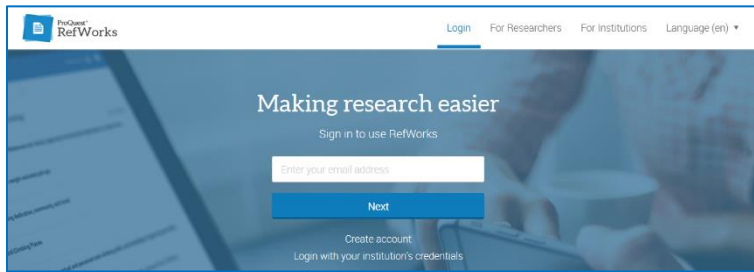 ProQuest®
RefWorks
Login For Researchers For Institutions Language (en) ▼
Making research easier
Sign in to use RefWorks
Enter your email address
Next
Create account
Login with your institution's credentials